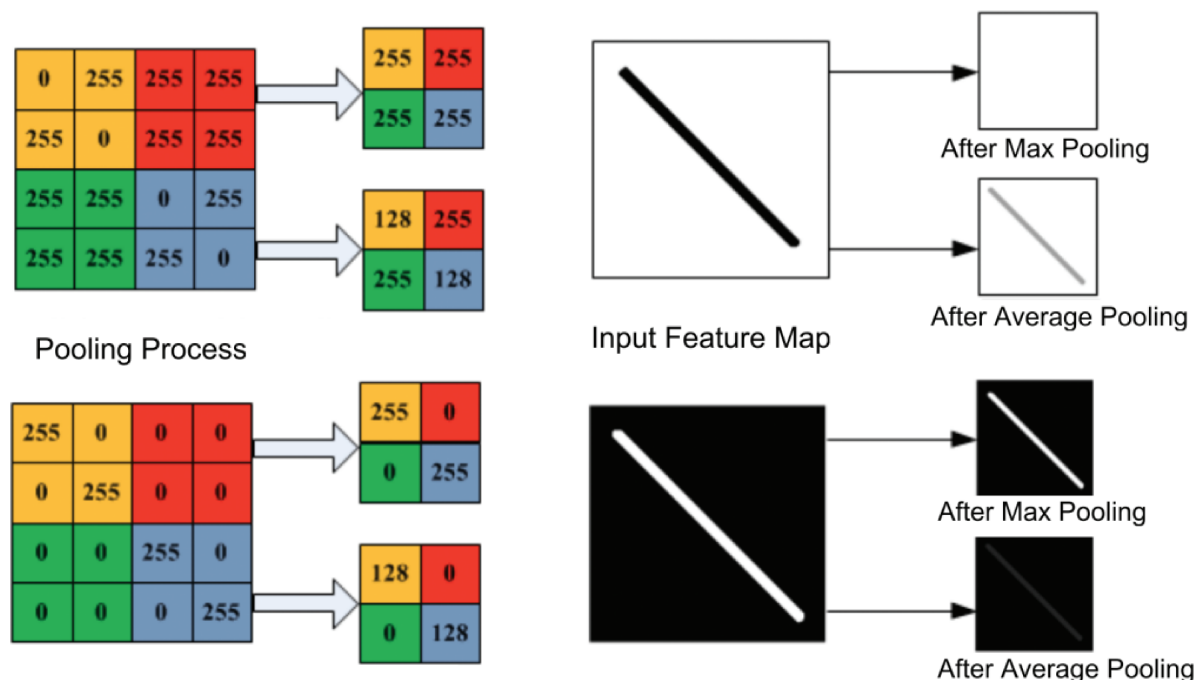 0 255 255 255
255 0 255 255
255 255 0 255
255 255 255 0
255 255
255 255
128 255
255 128
Pooling Process
Input Feature Map
After Max Pooling
After Average Pooling
255 0 0 0
0 255 0 0
0 0 255 0
0 0 0 255
255 0
0 255
128 0
0 128
After Max Pooling
After Average Pooling